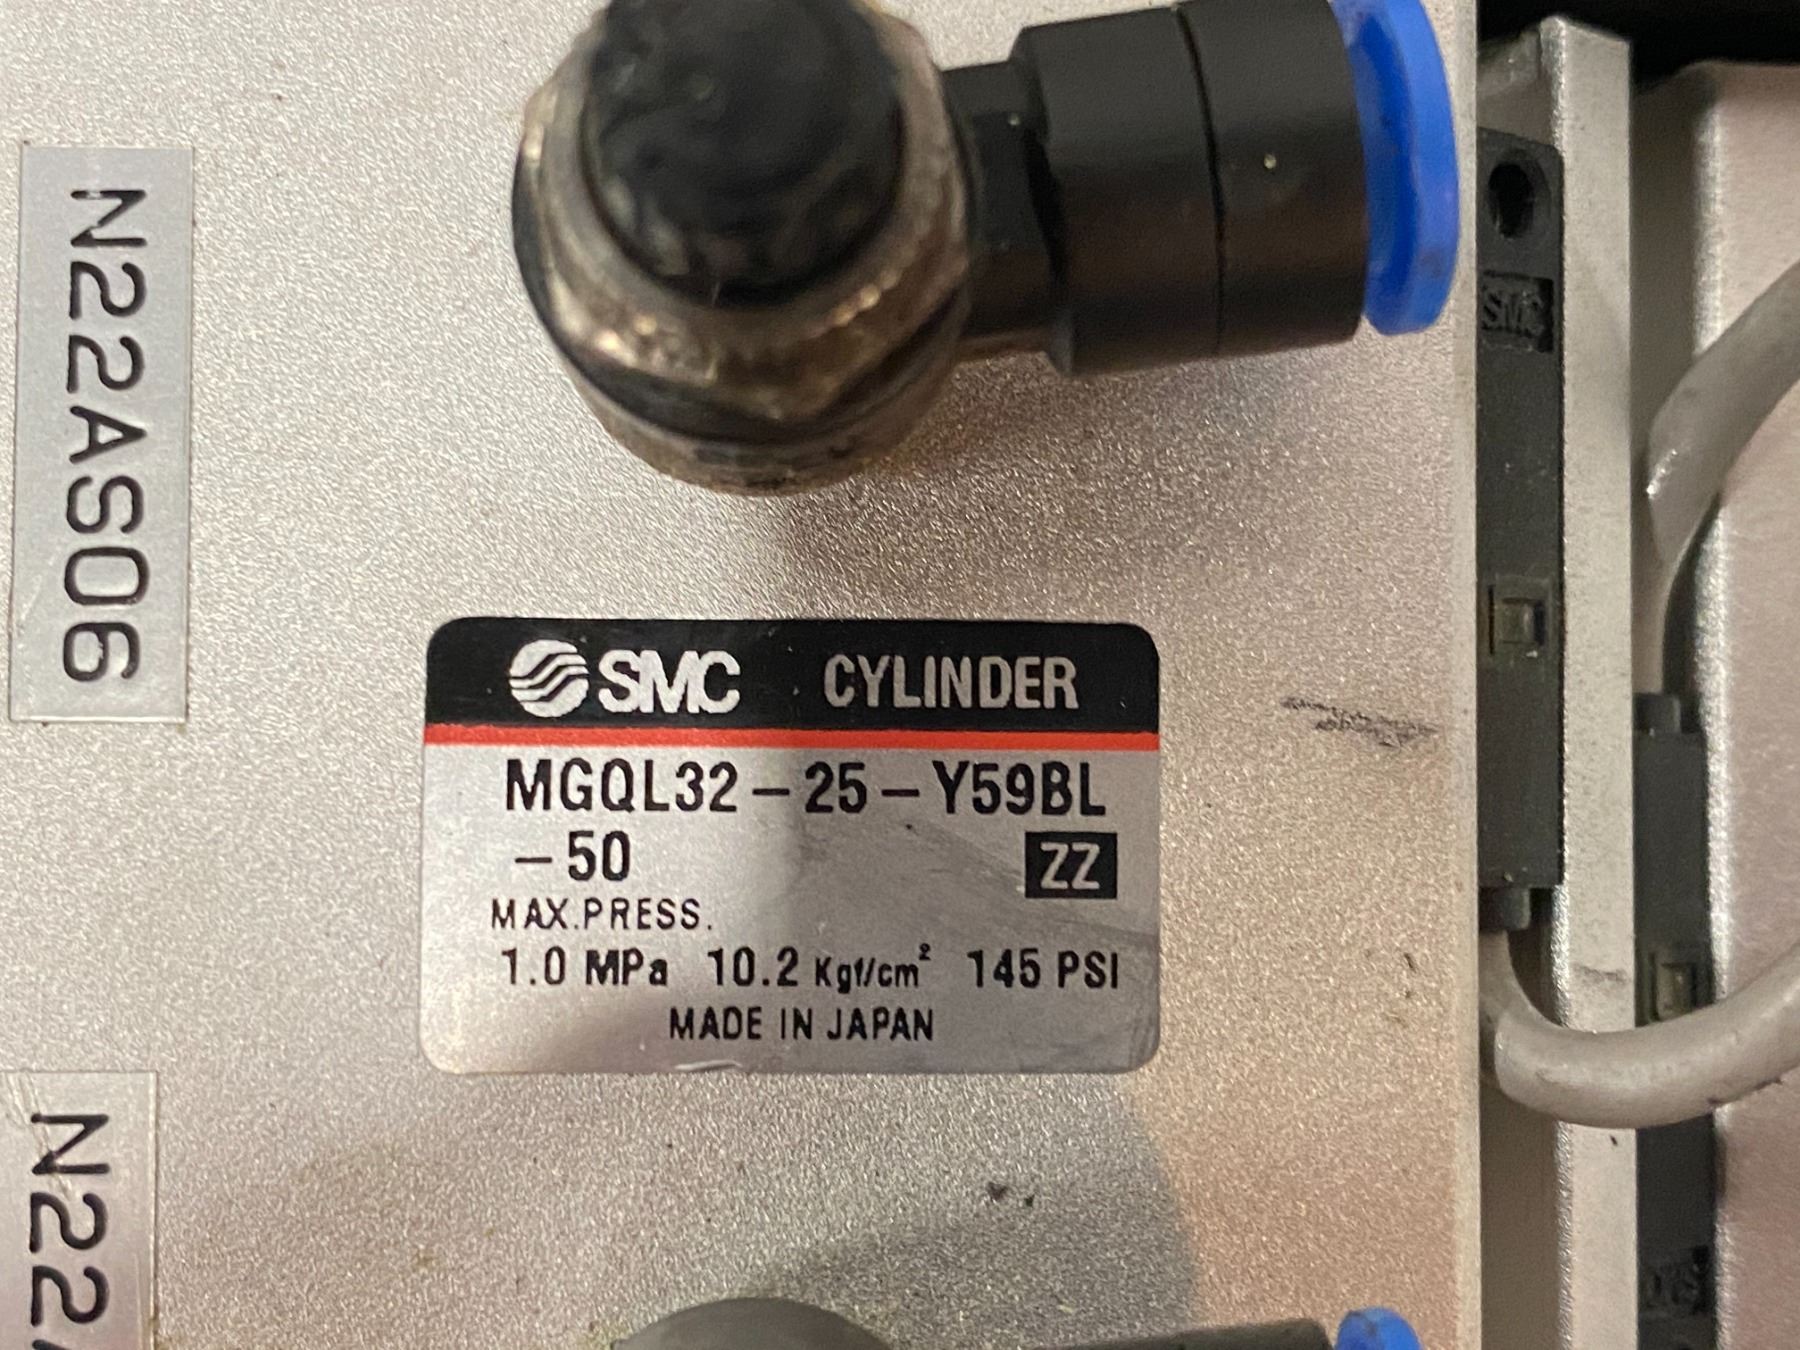 N22AS06
SMC
SMC CYLINDER
MGQL32-25-Y59BL
-50 ZZ
MAX.PRESS.
1.0 MPa 10.2 Kgf/cm² 145 PSI
MADE IN JAPAN
N22